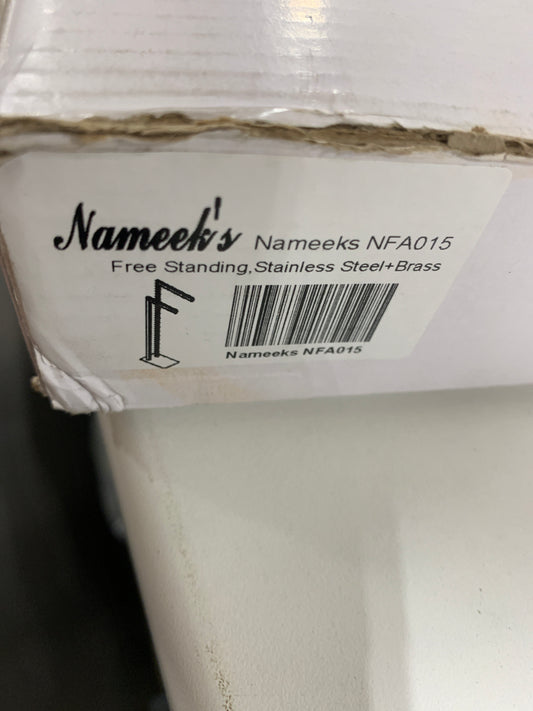 Nameek's Nameeks NFA015
Free Standing,Stainless Steel+Brass
Nameeks NFA015